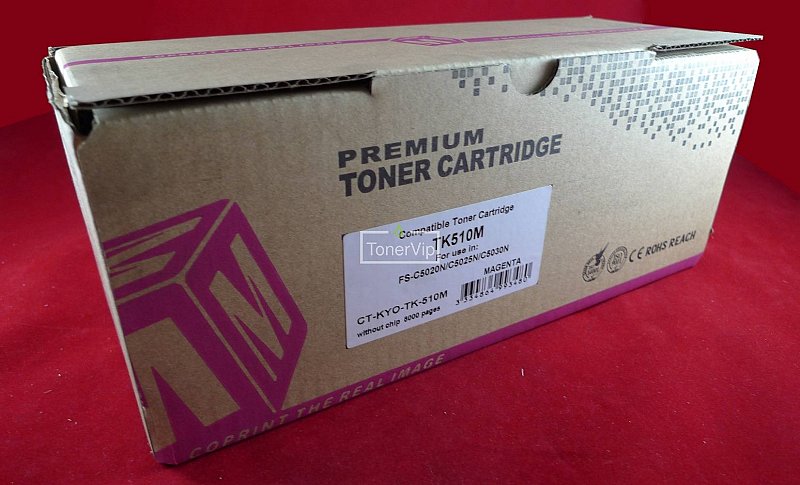 PREMIUM
TONER CARTRIDGE
Compatible Toner Cartridge
TK510M
TonerVip
For use in:
FS-C5020N/C5025N/C5030N
MAGENTA
CT-KYO-TK-510M
without chip 8000 pages
CE ROHS REACH
COPRINT THE REAL IMAGE